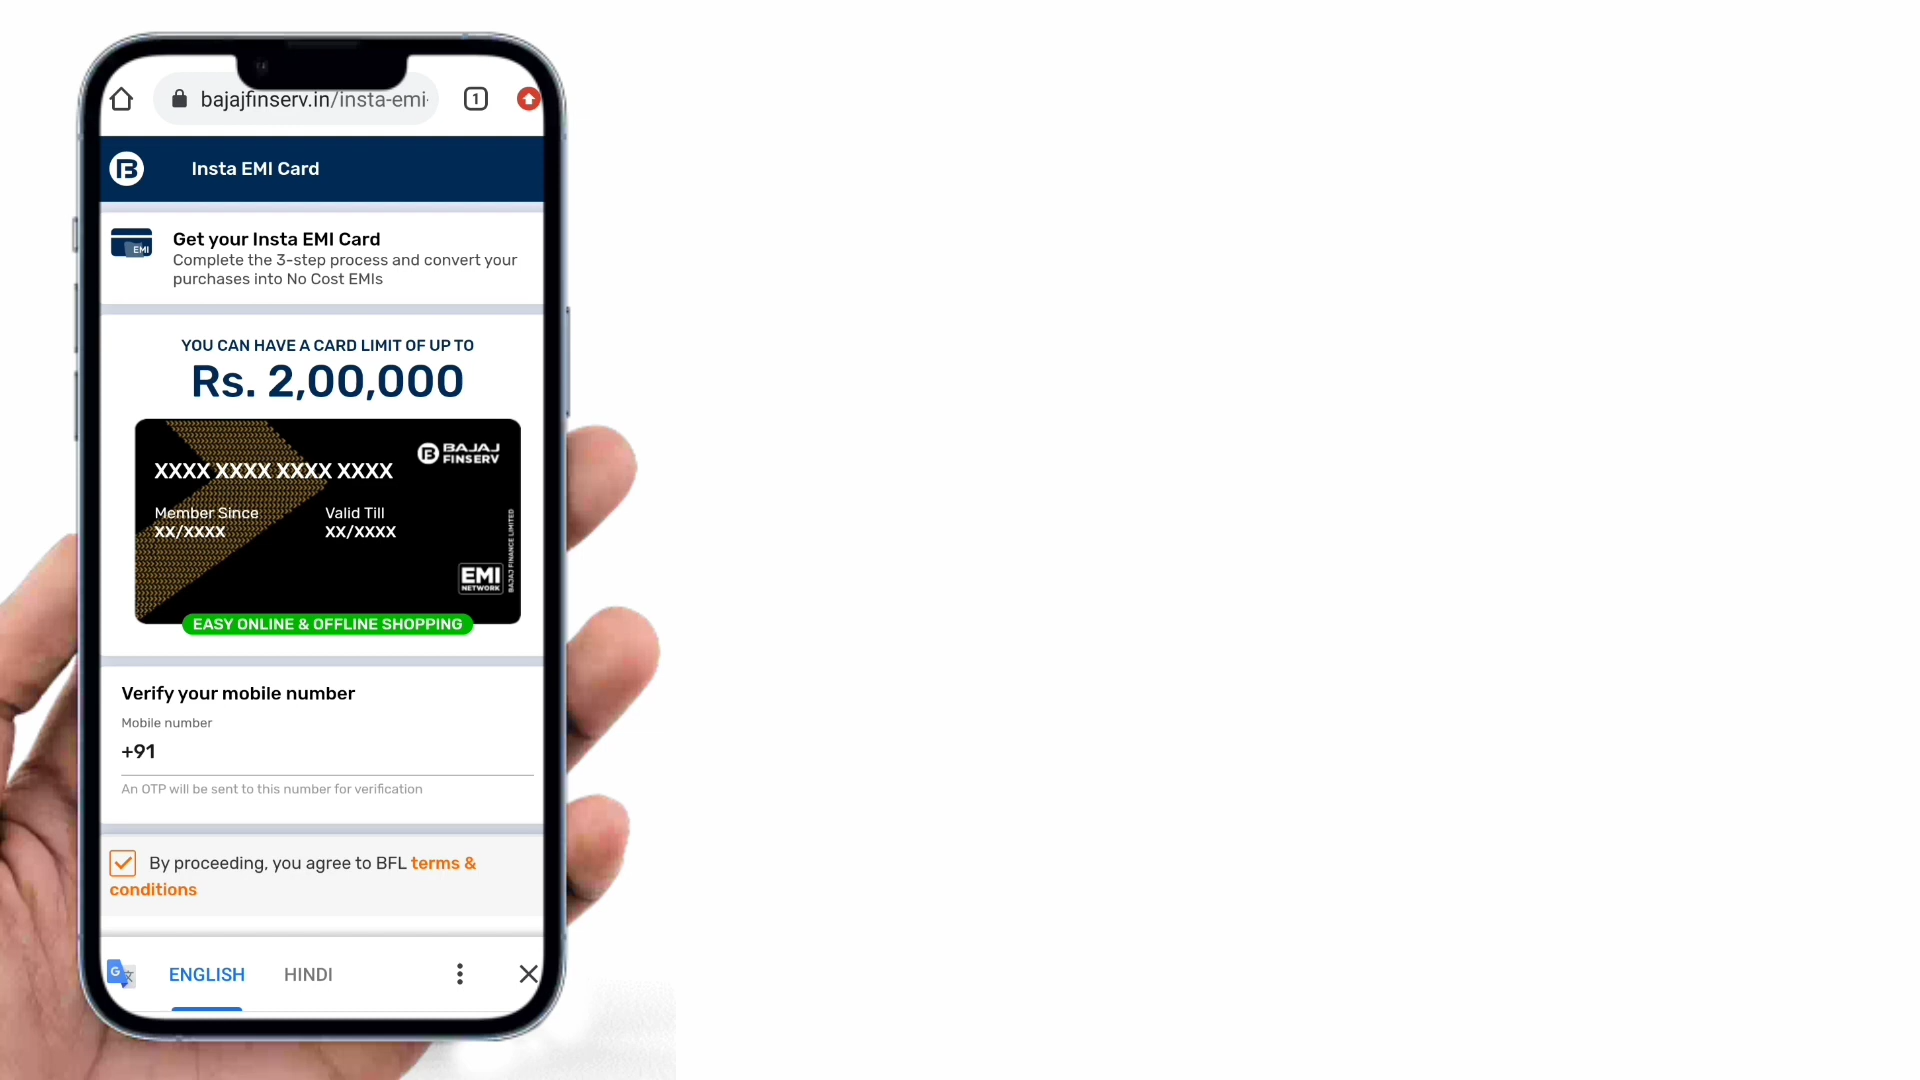 bajajfinserv.in/insta-emi-
1
Insta EMI Card
EMI
Get your Insta EMI Card
Complete the 3-step process and convert your
purchases into No Cost EMIs
YOU CAN HAVE A CARD LIMIT OF UP TO
Rs. 2,00,000
BAJAJ
FINSERV
XXXX XXXX XXXX XXXX
Member Since
XX/XXXX
Valid Till
XX/XXXX
BAJAJ FINANCE LIMITED
EMI
NETWORK
EASY ONLINE & OFFLINE SHOPPING
Verify your mobile number
Mobile number
+91
An OTP will be sent to this number for verification
By proceeding, you agree to BFL terms &
conditions
G 文
ENGLISH
HINDI